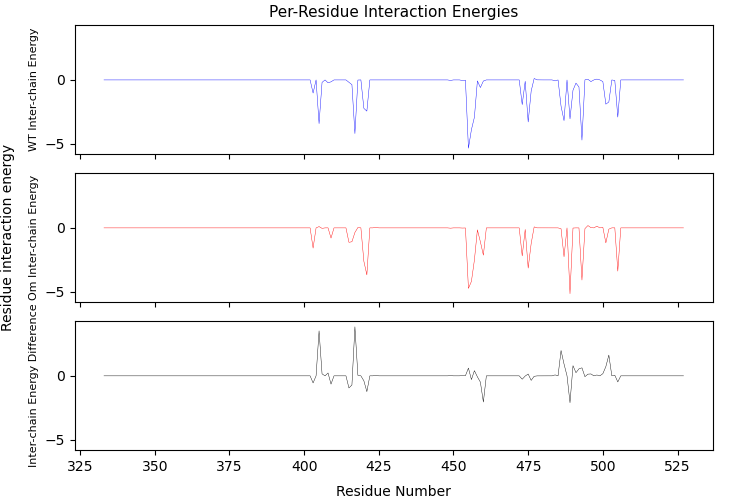 Per-Residue Interaction Energies
Residue interaction energy
WT Inter-chain Energy
0
−5
Om Inter-chain Energy
0
−5
Inter-chain Energy Difference
0
−5
325 350 375 400 425 450 475 500 525
Residue Number